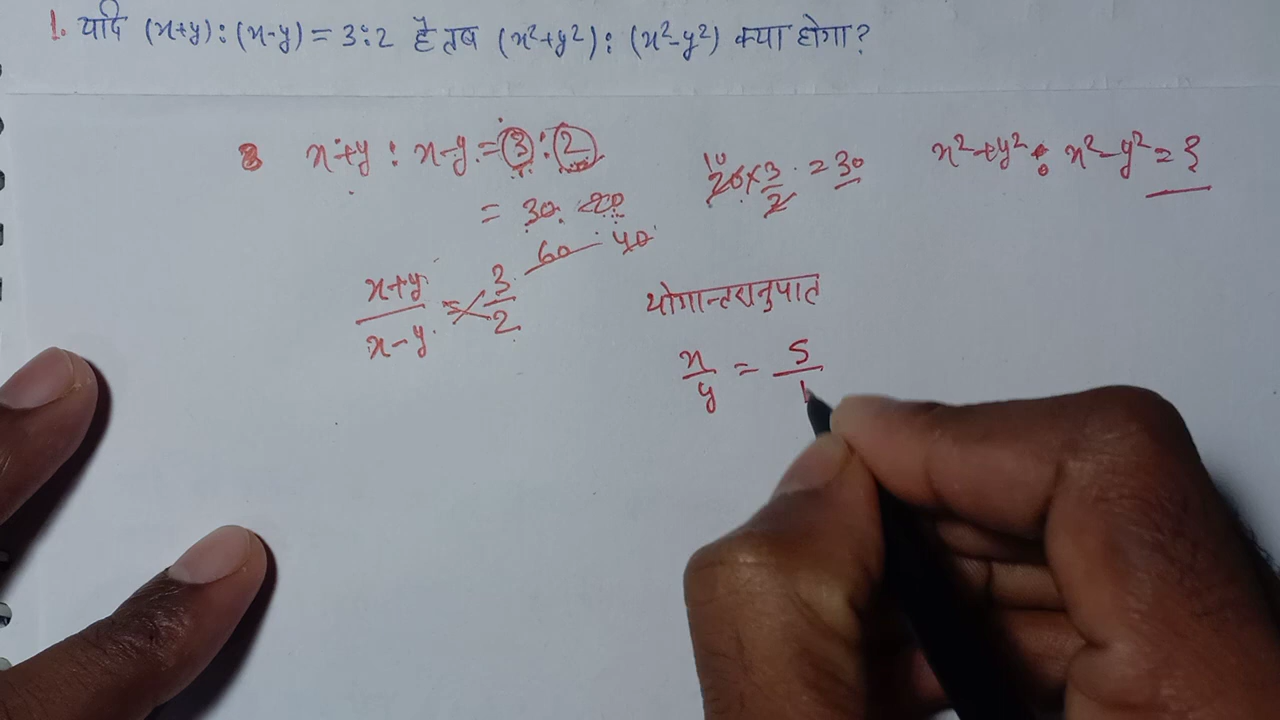 1. यदि (x+y) : (x-y) = 3:2 है तब (x²+y²) : (x²-y²) क्या होगा?
x+y : x-y = 3 : 2
= 30 : 20
60 40
10
20 × 3/2 = 30
x²+y² : x²-y² = ?
x+y/x-y = 3/2
योगान्तरानुपात
x/y = 5/1